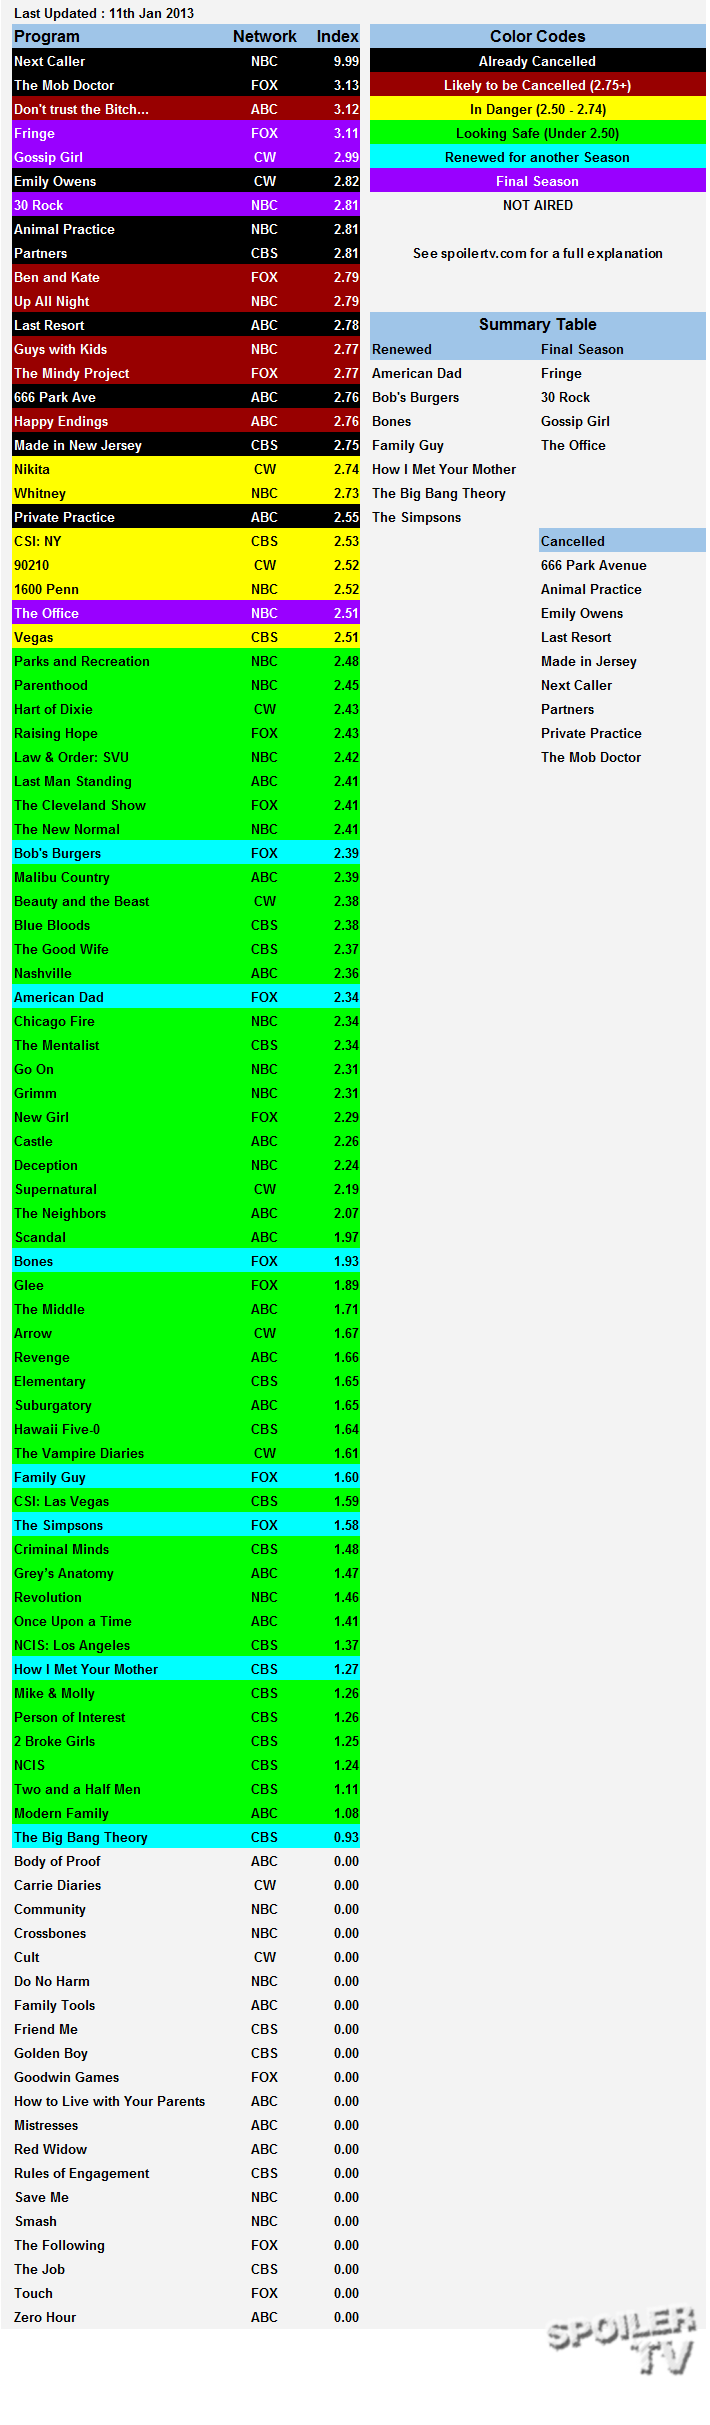 Last Updated : 11th Jan 2013
Program Network Index
Next Caller NBC 9.99
The Mob Doctor FOX 3.13
Don't trust the Bitch... ABC 3.12
Fringe FOX 3.11
Gossip Girl CW 2.99
Emily Owens CW 2.82
30 Rock NBC 2.81
Animal Practice NBC 2.81
Partners CBS 2.81
Ben and Kate FOX 2.79
Up All Night NBC 2.79
Last Resort ABC 2.78
Guys with Kids NBC 2.77
The Mindy Project FOX 2.77
666 Park Ave ABC 2.76
Happy Endings ABC 2.76
Made in New Jersey CBS 2.75
Nikita CW 2.74
Whitney NBC 2.73
Private Practice ABC 2.55
CSI: NY CBS 2.53
90210 CW 2.52
1600 Penn NBC 2.52
The Office NBC 2.51
Vegas CBS 2.51
Parks and Recreation NBC 2.48
Parenthood NBC 2.45
Hart of Dixie CW 2.43
Raising Hope FOX 2.43
Law & Order: SVU NBC 2.42
Last Man Standing ABC 2.41
The Cleveland Show FOX 2.41
The New Normal NBC 2.41
Bob's Burgers FOX 2.39
Malibu Country ABC 2.39
Beauty and the Beast CW 2.38
Blue Bloods CBS 2.38
The Good Wife CBS 2.37
Nashville ABC 2.36
American Dad FOX 2.34
Chicago Fire NBC 2.34
The Mentalist CBS 2.34
Go On NBC 2.31
Grimm NBC 2.31
New Girl FOX 2.29
Castle ABC 2.26
Deception NBC 2.24
Supernatural CW 2.19
The Neighbors ABC 2.07
Scandal ABC 1.97
Bones FOX 1.93
Glee FOX 1.89
The Middle ABC 1.71
Arrow CW 1.67
Revenge ABC 1.66
Elementary CBS 1.65
Suburgatory ABC 1.65
Hawaii Five-0 CBS 1.64
The Vampire Diaries CW 1.61
Family Guy FOX 1.60
CSI: Las Vegas CBS 1.59
The Simpsons FOX 1.58
Criminal Minds CBS 1.48
Grey's Anatomy ABC 1.47
Revolution NBC 1.46
Once Upon a Time ABC 1.41
NCIS: Los Angeles CBS 1.37
How I Met Your Mother CBS 1.27
Mike & Molly CBS 1.26
Person of Interest CBS 1.26
2 Broke Girls CBS 1.25
NCIS CBS 1.24
Two and a Half Men CBS 1.11
Modern Family ABC 1.08
The Big Bang Theory CBS 0.93
Body of Proof ABC 0.00
Carrie Diaries CW 0.00
Community NBC 0.00
Crossbones NBC 0.00
Cult CW 0.00
Do No Harm NBC 0.00
Family Tools ABC 0.00
Friend Me CBS 0.00
Golden Boy CBS 0.00
Goodwin Games FOX 0.00
How to Live with Your Parents ABC 0.00
Mistresses ABC 0.00
Red Widow ABC 0.00
Rules of Engagement CBS 0.00
Save Me NBC 0.00
Smash NBC 0.00
The Following FOX 0.00
The Job CBS 0.00
Touch FOX 0.00
Zero Hour ABC 0.00
Color Codes
Already Cancelled
Likely to be Cancelled (2.75+)
In Danger (2.50 - 2.74)
Looking Safe (Under 2.50)
Renewed for another Season
Final Season
NOT AIRED
See spoilertv.com for a full explanation
Summary Table
Renewed Final Season
American Dad Fringe
Bob's Burgers 30 Rock
Bones Gossip Girl
Family Guy The Office
How I Met Your Mother
The Big Bang Theory
The Simpsons
Cancelled
666 Park Avenue
Animal Practice
Emily Owens
Last Resort
Made in Jersey
Next Caller
Partners
Private Practice
The Mob Doctor
SPOILER
TV